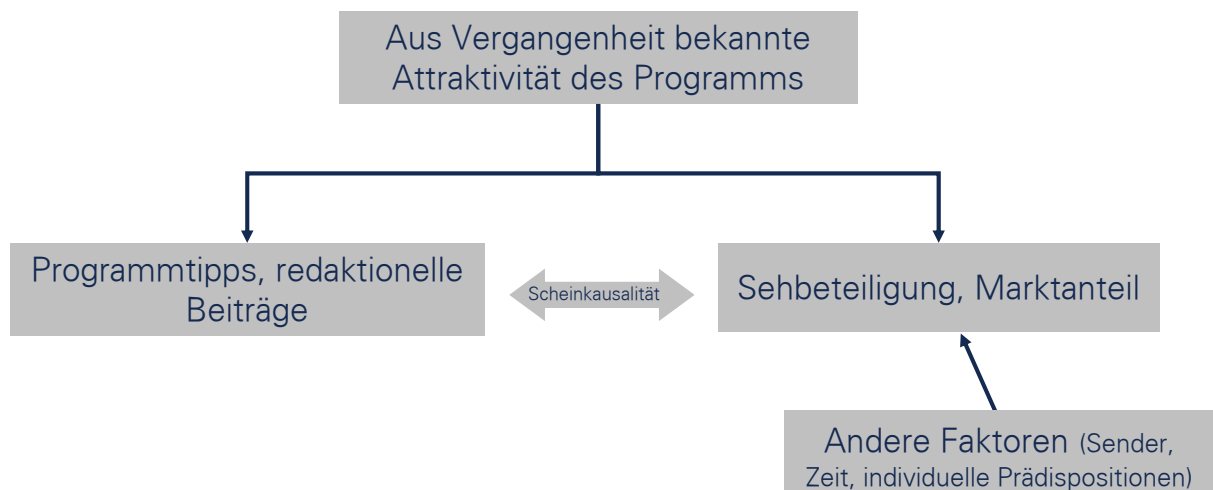 Aus Vergangenheit bekannte
Attraktivität des Programms
Programmtipps, redaktionelle
Beiträge
Scheinkausalität
Sehbeteiligung, Marktanteil
Andere Faktoren (Sender,
Zeit, individuelle Prädispositionen)